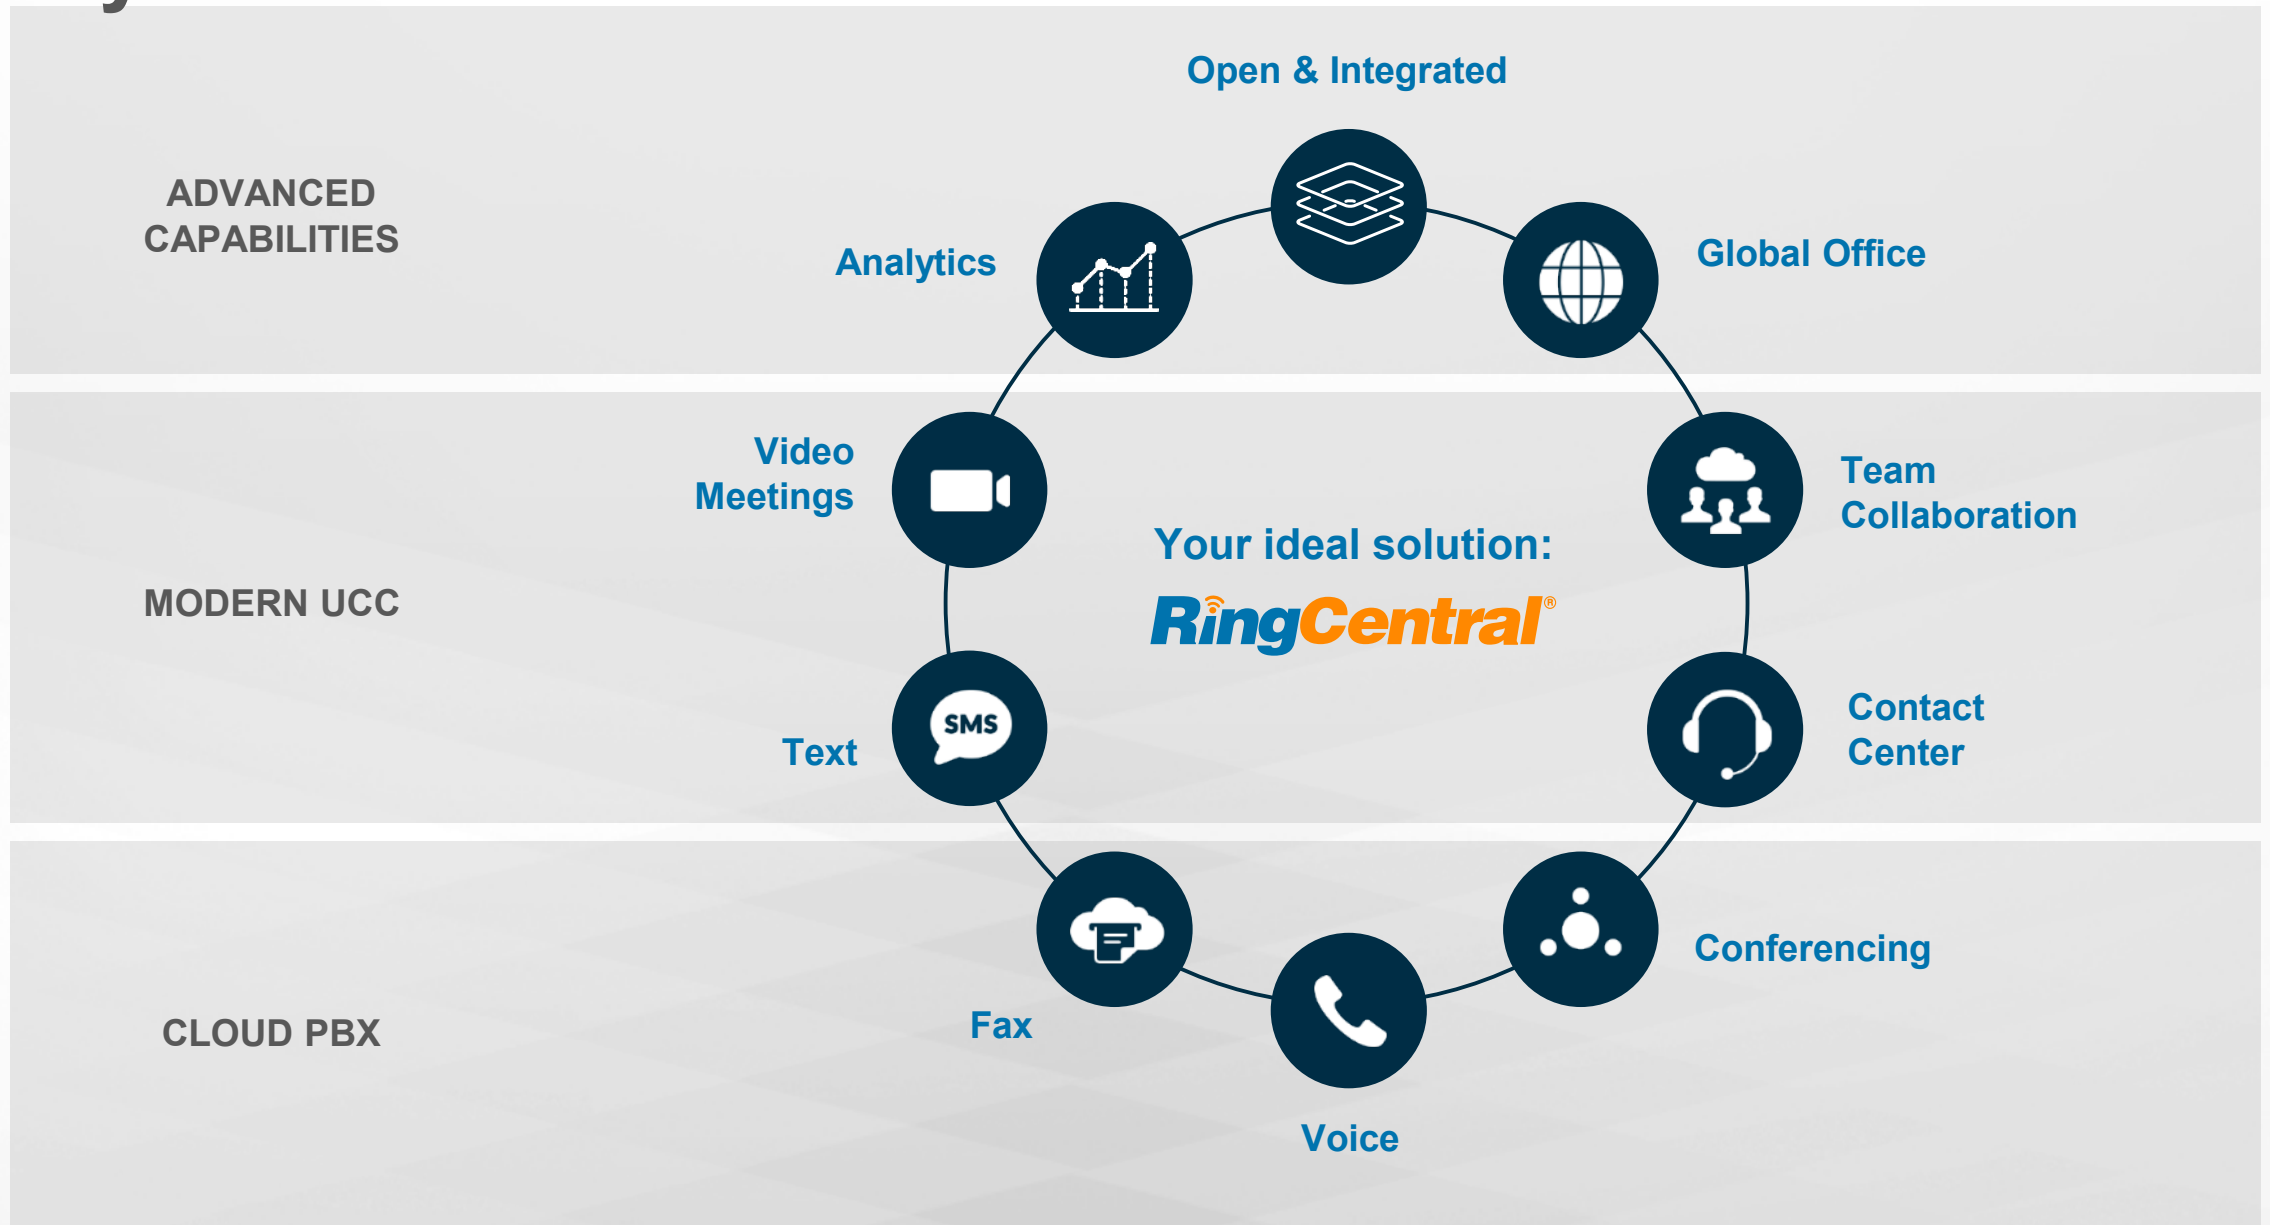 Open & Integrated
ADVANCED
CAPABILITIES
Analytics
Global Office
Video
Meetings
Team
Collaboration
Your ideal solution:
RingCentral®
MODERN UCC
SMS
Text
Contact
Center
Conferencing
CLOUD PBX
Fax
Voice